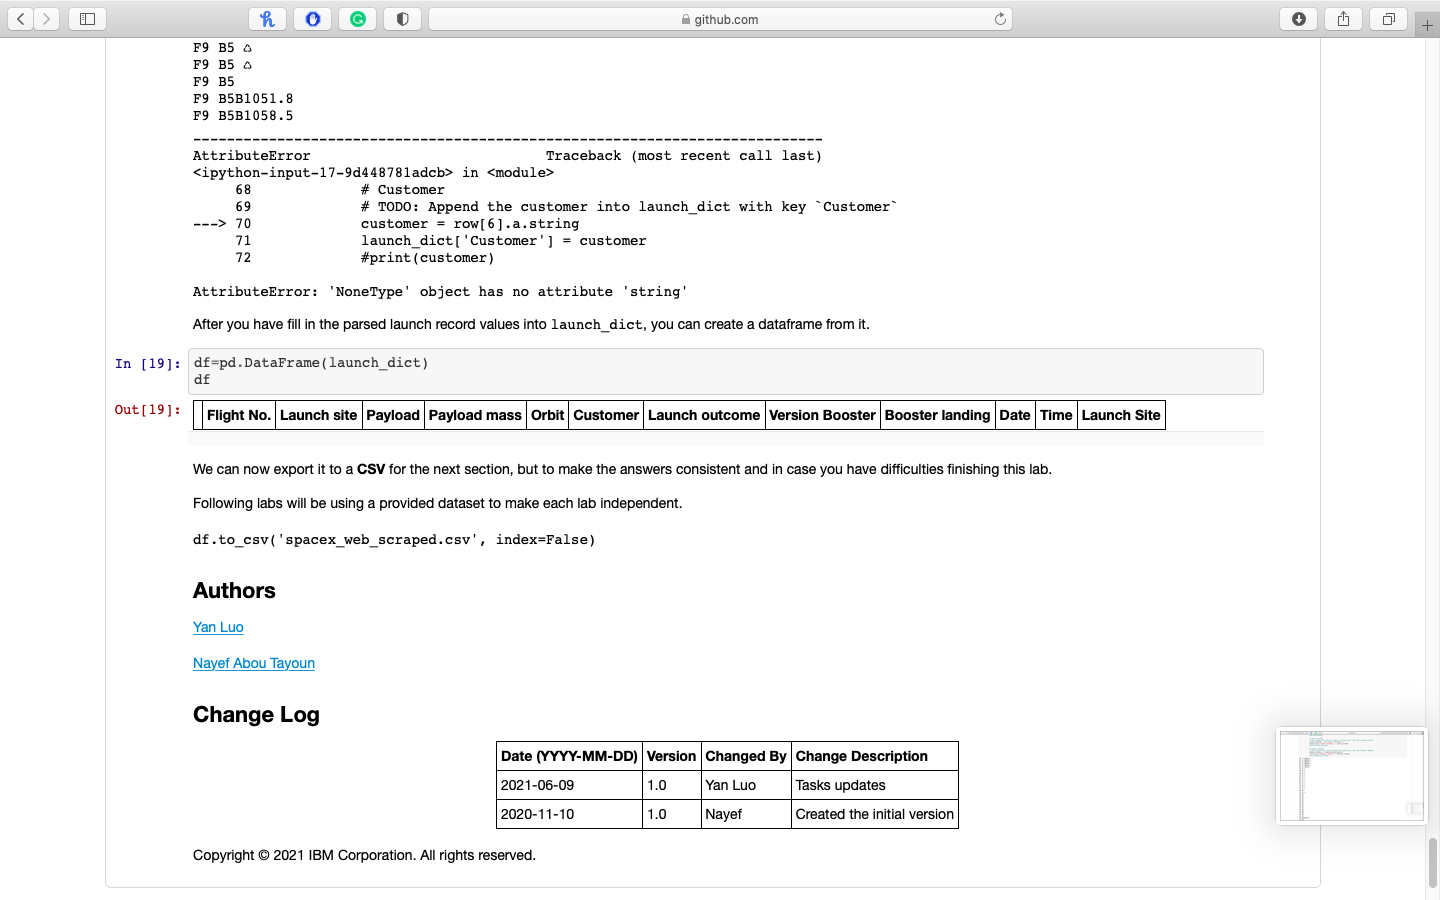 github.com
F9 B5 ♺
F9 B5 ♺
F9 B5
F9 B5B1051.8
F9 B5B1058.5
---------------------------------------------------------------------------
AttributeError                            Traceback (most recent call last)
<ipython-input-17-9d448781adcb> in <module>
     68             # Customer
     69             # TODO: Append the customer into launch_dict with key `Customer`
---> 70             customer = row[6].a.string
     71             launch_dict['Customer'] = customer
     72             #print(customer)
AttributeError: 'NoneType' object has no attribute 'string'
After you have fill in the parsed launch record values into launch_dict, you can create a dataframe from it.
In [19]: df=pd.DataFrame(launch_dict)
df
Out[19]: Flight No. Launch site Payload Payload mass Orbit Customer Launch outcome Version Booster Booster landing Date Time Launch Site
We can now export it to a CSV for the next section, but to make the answers consistent and in case you have difficulties finishing this lab.
Following labs will be using a provided dataset to make each lab independent.
df.to_csv('spacex_web_scraped.csv', index=False)
Authors
Yan Luo
Nayef Abou Tayoun
Change Log
Date (YYYY-MM-DD) Version Changed By Change Description
2021-06-09 1.0 Yan Luo Tasks updates
2020-11-10 1.0 Nayef Created the initial version
Copyright © 2021 IBM Corporation. All rights reserved.